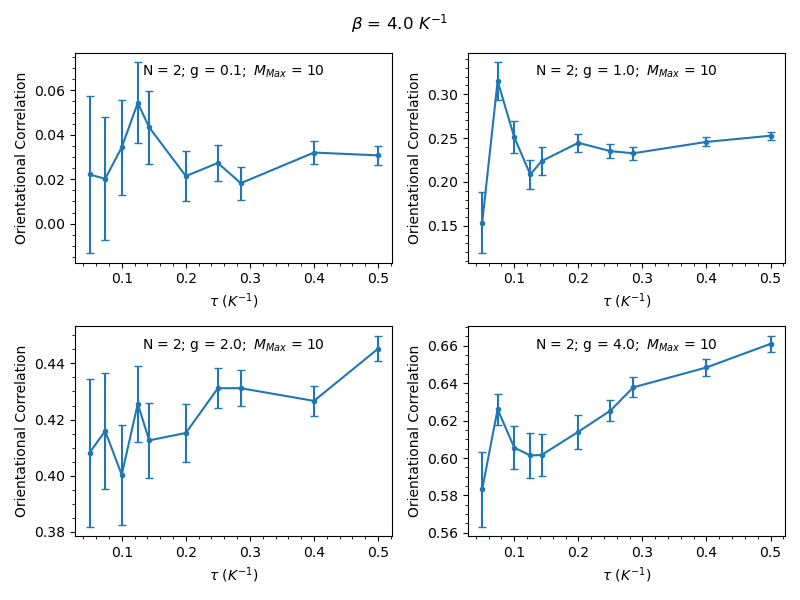 β = 4.0 K⁻¹
N = 2; g = 0.1; M_Max = 10
Orientational Correlation
0.06
0.04
0.02
0.00
0.1 0.2 0.3 0.4 0.5
τ (K⁻¹)
N = 2; g = 1.0; M_Max = 10
Orientational Correlation
0.30
0.25
0.20
0.15
0.1 0.2 0.3 0.4 0.5
τ (K⁻¹)
N = 2; g = 2.0; M_Max = 10
Orientational Correlation
0.44
0.42
0.40
0.38
0.1 0.2 0.3 0.4 0.5
τ (K⁻¹)
N = 2; g = 4.0; M_Max = 10
Orientational Correlation
0.66
0.64
0.62
0.60
0.58
0.56
0.1 0.2 0.3 0.4 0.5
τ (K⁻¹)